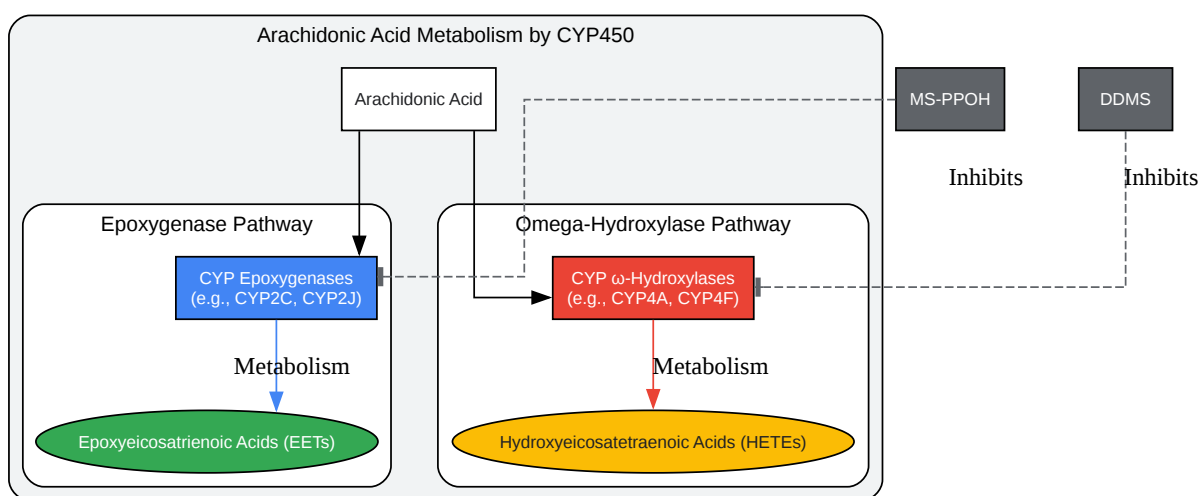 Arachidonic Acid Metabolism by CYP450
Arachidonic Acid
MS-PPOH
DDMS
Inhibits
Inhibits
Epoxygenase Pathway
Omega-Hydroxylase Pathway
CYP Epoxygenases
(e.g., CYP2C, CYP2J)
CYP ω-Hydroxylases
(e.g., CYP4A, CYP4F)
Metabolism
Metabolism
Epoxyeicosatrienoic Acids (EETs)
Hydroxyeicosatetraenoic Acids (HETEs)